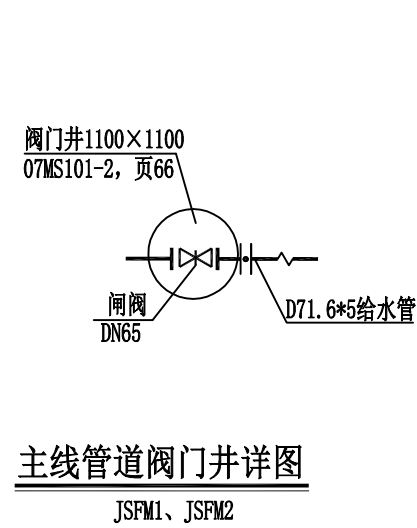 阀门井1100×1100
07MS101-2，页66
闸阀
DN65
D71.6*5给水管
主线管道阀门井详图
JSFM1、JSFM2